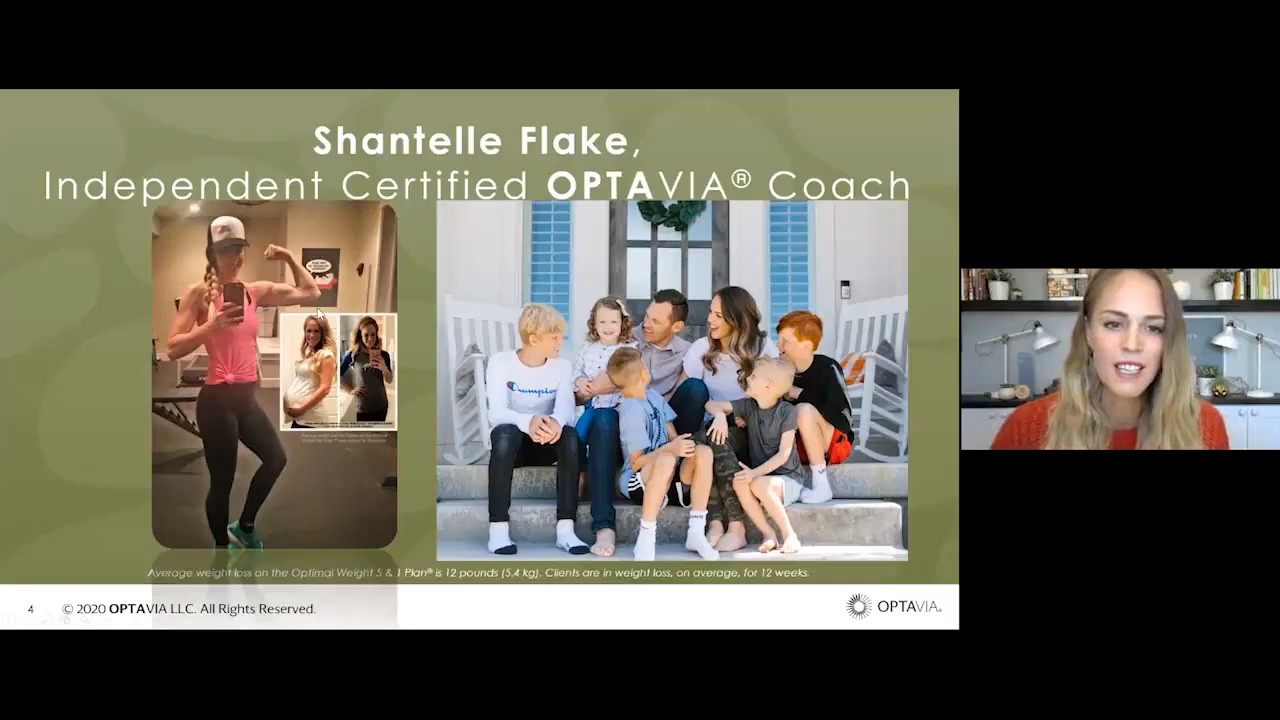 Shantelle Flake,
Independent Certified OPTAVIA® Coach
Champion
Average weight loss on the Optimal Weight 5 & 1 Plan® is 12 pounds (5.4 kg). Clients are in weight loss, on average, for 12 weeks.
4 © 2020 OPTAVIA LLC. All Rights Reserved.
OPTAVIA